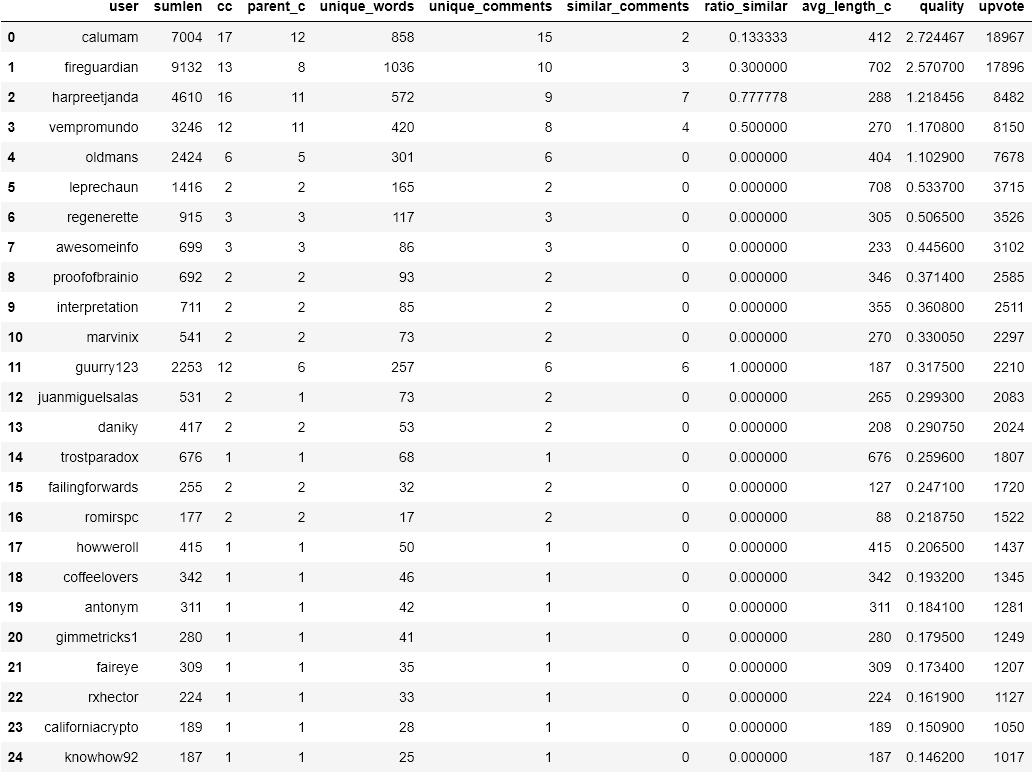 user sumlen cc parent_c unique_words unique_comments similar_comments ratio_similar avg_length_c quality upvote
0 calumam 7004 17 12 858 15 2 0.133333 412 2.724467 18967
1 fireguardian 9132 13 8 1036 10 3 0.300000 702 2.570700 17896
2 harpreetjanda 4610 16 11 572 9 7 0.777778 288 1.218456 8482
3 vempromundo 3246 12 11 420 8 4 0.500000 270 1.170800 8150
4 oldmans 2424 6 5 301 6 0 0.000000 404 1.102900 7678
5 leprechaun 1416 2 2 165 2 0 0.000000 708 0.533700 3715
6 regenerette 915 3 3 117 3 0 0.000000 305 0.506500 3526
7 awesomeinfo 699 3 3 86 3 0 0.000000 233 0.445600 3102
8 proofofbrainio 692 2 2 93 2 0 0.000000 346 0.371400 2585
9 interpretation 711 2 2 85 2 0 0.000000 355 0.360800 2511
10 marvinix 541 2 2 73 2 0 0.000000 270 0.330050 2297
11 guurry123 2253 12 6 257 6 6 1.000000 187 0.317500 2210
12 juanmiguelsalas 531 2 1 73 2 0 0.000000 265 0.299300 2083
13 daniky 417 2 2 53 2 0 0.000000 208 0.290750 2024
14 trostparadox 676 1 1 68 1 0 0.000000 676 0.259600 1807
15 failingforwards 255 2 2 32 2 0 0.000000 127 0.247100 1720
16 romirspc 177 2 2 17 2 0 0.000000 88 0.218750 1522
17 howweroll 415 1 1 50 1 0 0.000000 415 0.206500 1437
18 coffeelovers 342 1 1 46 1 0 0.000000 342 0.193200 1345
19 antonym 311 1 1 42 1 0 0.000000 311 0.184100 1281
20 gimmetricks1 280 1 1 41 1 0 0.000000 280 0.179500 1249
21 faireye 309 1 1 35 1 0 0.000000 309 0.173400 1207
22 rxhector 224 1 1 33 1 0 0.000000 224 0.161900 1127
23 californiacrypto 189 1 1 28 1 0 0.000000 189 0.150900 1050
24 knowhow92 187 1 1 25 1 0 0.000000 187 0.146200 1017